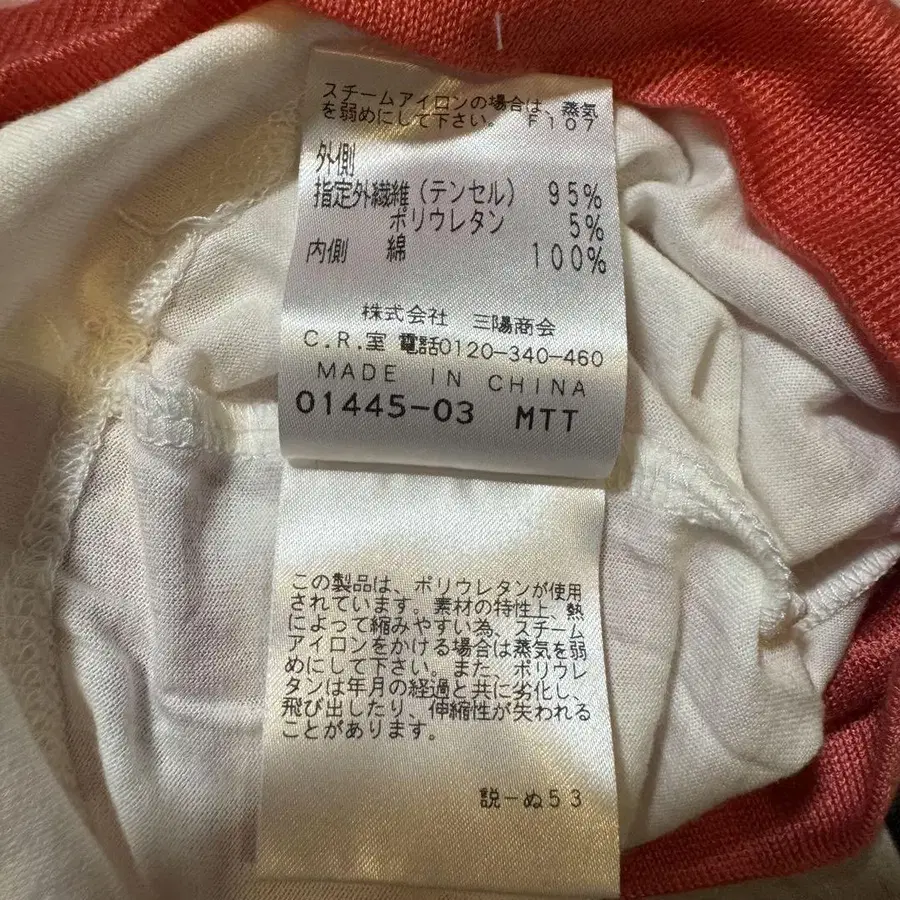 スチームアイロンの場合は、蒸気
を弱めにして下さい。 F107
外側
指定外繊維(テンセル) 95%
ポリウレタン 5%
内側 綿 100%
株式会社 三陽商会
C.R.室 電話0120-340-460
MADE IN CHINA
01445-03 MTT
この製品は、ポリウレタンが使用
されています。素材の特性上、熱
によって縮みやすい為、スチーム
アイロンをかける場合は蒸気を弱
めにして下さい。また、ポリウレ
タンは年月の経過と共に劣化し、
飛び出したり、伸縮性が失われる
ことがあります。
説-ぬ53